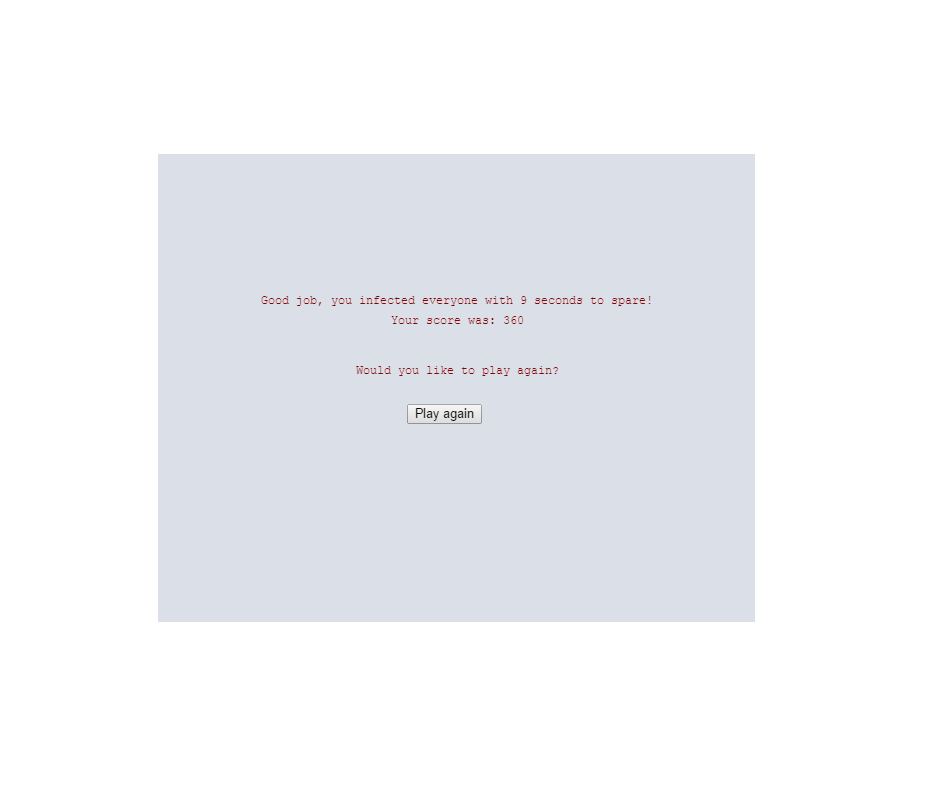 Good job, you infected everyone with 9 seconds to spare!
Your score was: 360
Would you like to play again?
Play again